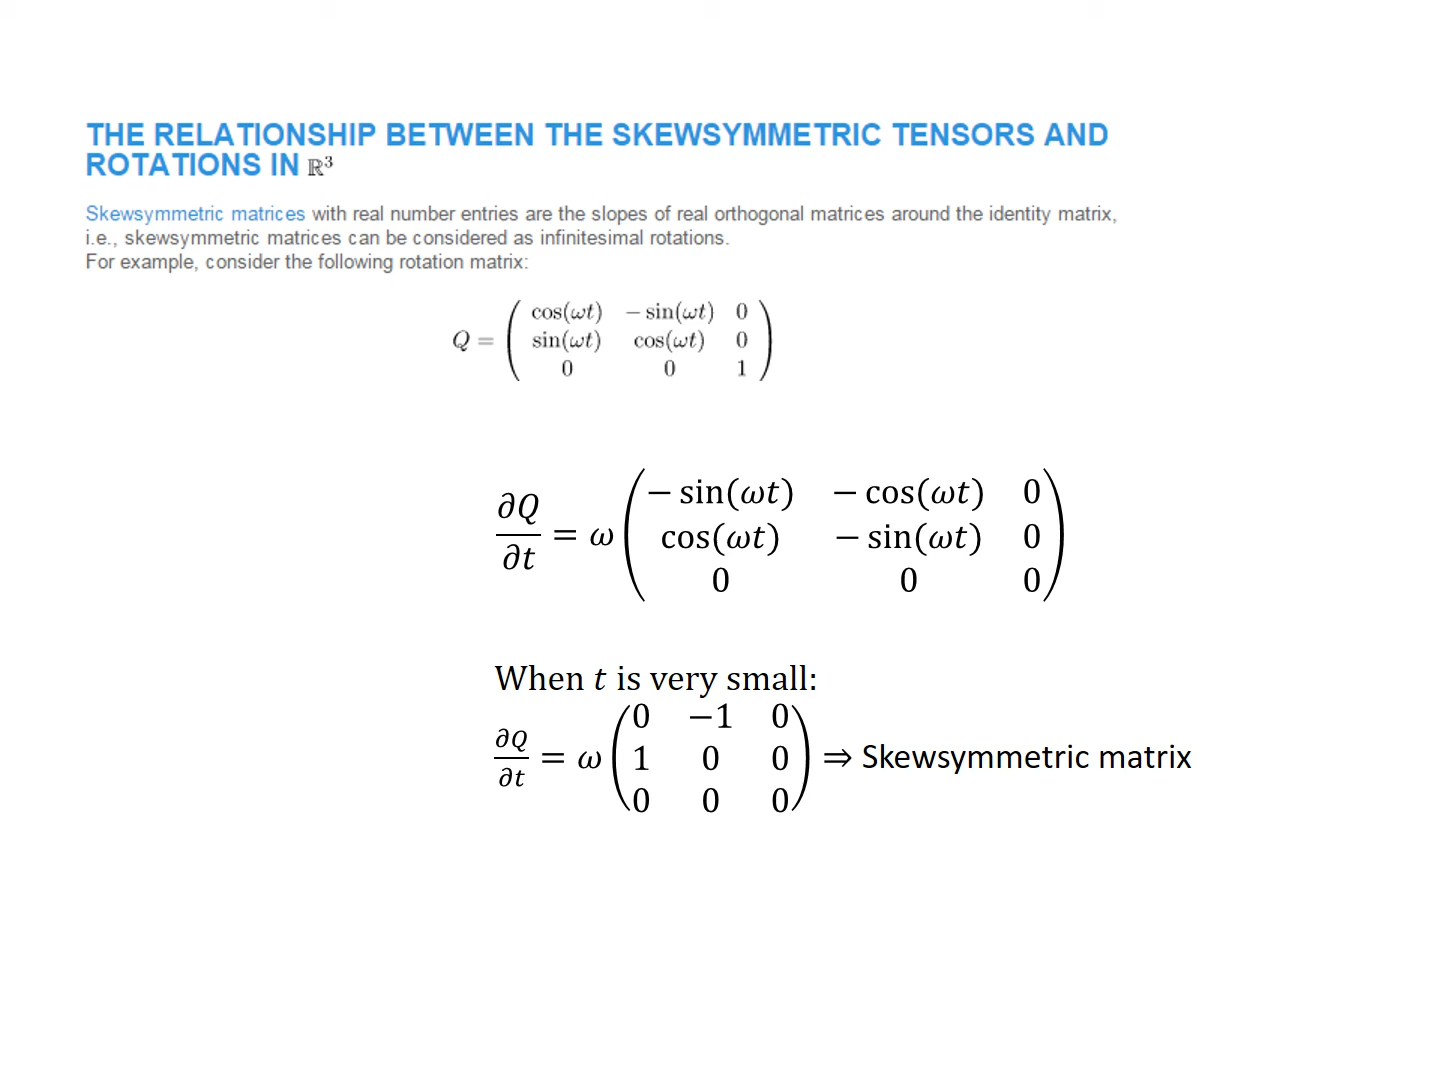 THE RELATIONSHIP BETWEEN THE SKEWSYMMETRIC TENSORS AND
ROTATIONS IN ℝ³
Skewsymmetric matrices with real number entries are the slopes of real orthogonal matrices around the identity matrix,
i.e., skewsymmetric matrices can be considered as infinitesimal rotations.
For example, consider the following rotation matrix:
Q = ( cos(ωt) − sin(ωt) 0
sin(ωt) cos(ωt) 0
0 0 1 )
∂Q/∂t = ω ( − sin(ωt) − cos(ωt) 0
cos(ωt) − sin(ωt) 0
0 0 0 )
When t is very small:
∂Q/∂t = ω ( 0 −1 0
1 0 0
0 0 0 ) ⇒ Skewsymmetric matrix